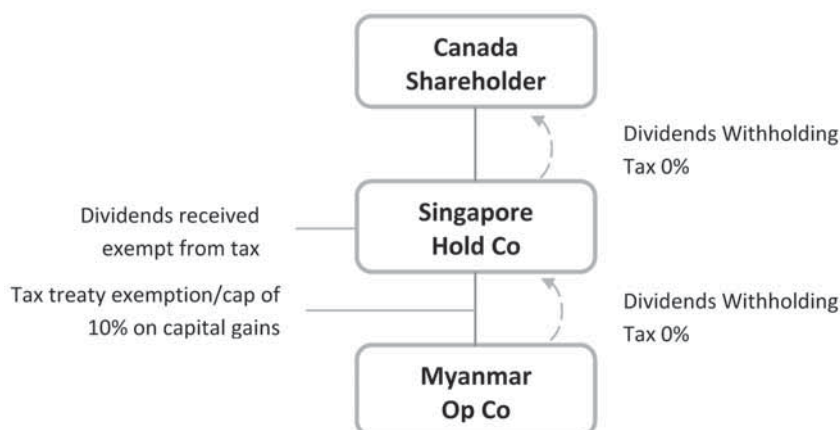 Canada
Shareholder
Dividends Withholding
Tax 0%
Dividends received
exempt from tax
Singapore
Hold Co
Tax treaty exemption/cap of
10% on capital gains
Dividends Withholding
Tax 0%
Myanmar
Op Co